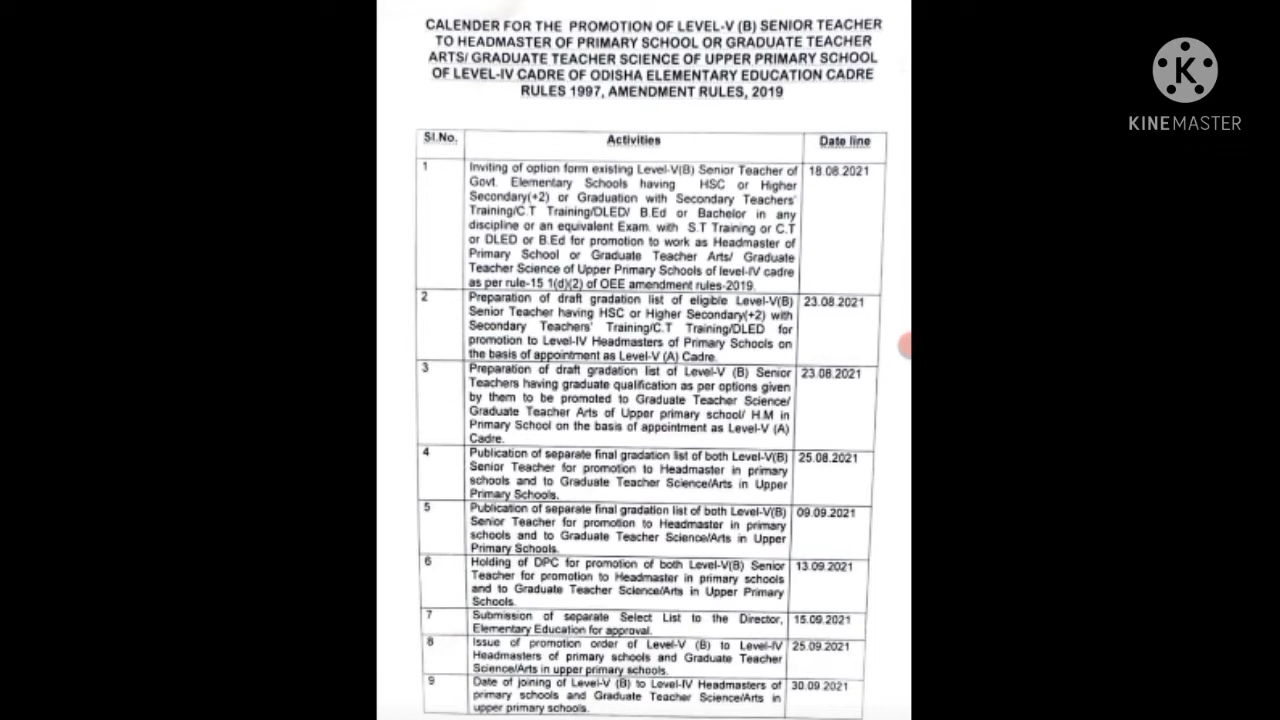 CALENDER FOR THE PROMOTION OF LEVEL-V (B) SENIOR TEACHER
TO HEADMASTER OF PRIMARY SCHOOL OR GRADUATE TEACHER
ARTS/ GRADUATE TEACHER SCIENCE OF UPPER PRIMARY SCHOOL
OF LEVEL-IV CADRE OF ODISHA ELEMENTARY EDUCATION CADRE
RULES 1997, AMENDMENT RULES, 2019
K
KINEMASTER
Sl.No. Activities Date line
1 Inviting of option form existing Level-V(B) Senior Teacher of 18.08.2021
Govt. Elementary Schools having HSC or Higher
Secondary(+2) or Graduation with Secondary Teachers'
Training/C.T Training/DLED/ B.Ed or Bachelor in any
discipline or an equivalent Exam. with S.T Training or C.T
or DLED or B.Ed for promotion to work as Headmaster of
Primary School or Graduate Teacher Arts/ Graduate
Teacher Science of Upper Primary Schools of level-IV cadre
as per rule-15 1(d)(2) of OEE amendment rules-2019.
2 Preparation of draft gradation list of eligible Level-V(B) 23.08.2021
Senior Teacher having HSC or Higher Secondary(+2) with
Secondary Teachers' Training/C.T Training/DLED for
promotion to Level-IV Headmasters of Primary Schools on
the basis of appointment as Level-V (A) Cadre.
3 Preparation of draft gradation list of Level-V (B) Senior 23.08.2021
Teachers having graduate qualification as per options given
by them to be promoted to Graduate Teacher Science/
Graduate Teacher Arts of Upper primary school/ H.M in
Primary School on the basis of appointment as Level-V (A)
Cadre.
4 Publication of separate final gradation list of both Level-V(B) 25.08.2021
Senior Teacher for promotion to Headmaster in primary
schools and to Graduate Teacher Science/Arts in Upper
Primary Schools.
5 Publication of separate final gradation list of both Level-V(B) 09.09.2021
Senior Teacher for promotion to Headmaster in primary
schools and to Graduate Teacher Science/Arts in Upper
Primary Schools.
6 Holding of DPC for promotion of both Level-V(B) Senior 13.09.2021
Teacher for promotion to Headmaster in primary schools
and to Graduate Teacher Science/Arts in Upper Primary
Schools.
7 Submission of separate Select List to the Director, 15.09.2021
Elementary Education for approval.
8 Issue of promotion order of Level-V (B) to Level-IV 25.09.2021
Headmasters of primary schools and Graduate Teacher
Science/Arts in upper primary schools.
9 Date of joining of Level-V (B) to Level-IV Headmasters of 30.09.2021
primary schools and Graduate Teacher Science/Arts in
upper primary schools.